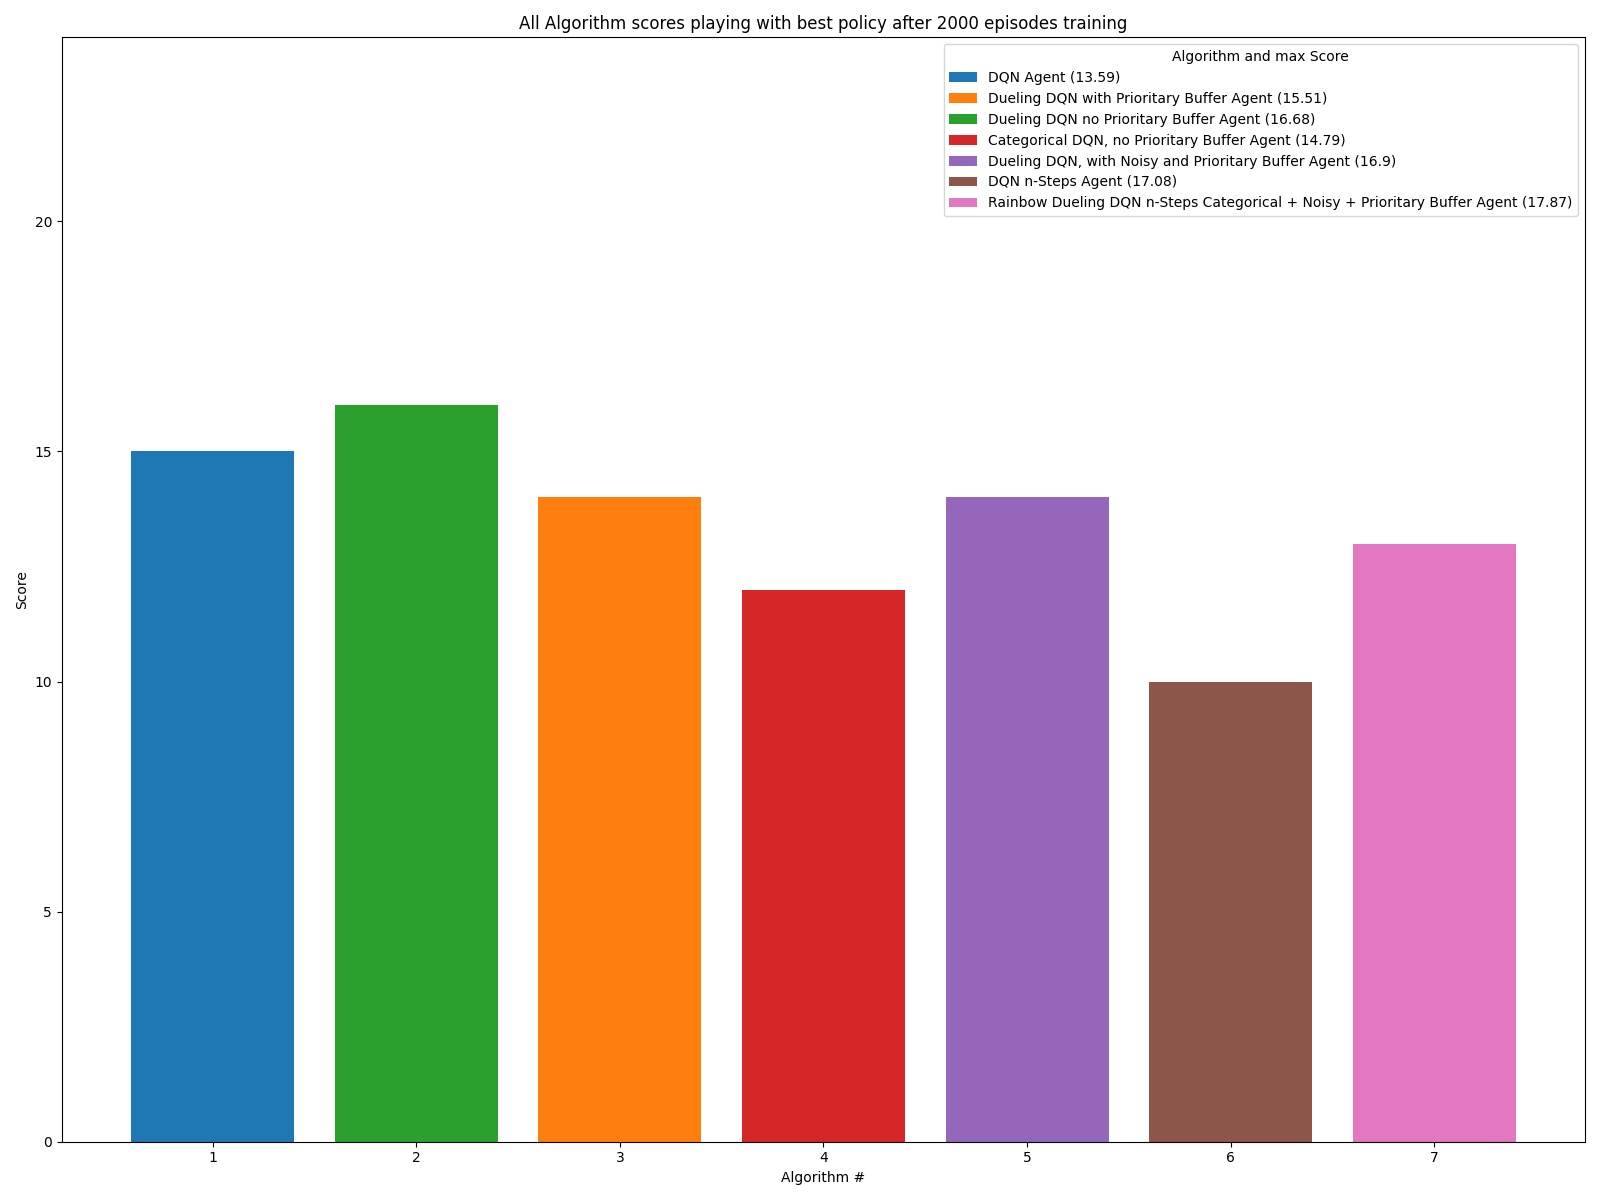 All Algorithm scores playing with best policy after 2000 episodes training
Algorithm and max Score
DQN Agent (13.59)
Dueling DQN with Prioritary Buffer Agent (15.51)
Dueling DQN no Prioritary Buffer Agent (16.68)
Categorical DQN, no Prioritary Buffer Agent (14.79)
Dueling DQN, with Noisy and Prioritary Buffer Agent (16.9)
DQN n-Steps Agent (17.08)
Rainbow Dueling DQN n-Steps Categorical + Noisy + Prioritary Buffer Agent (17.87)
20
15
10
5
0
Score
1 2 3 4 5 6 7
Algorithm #